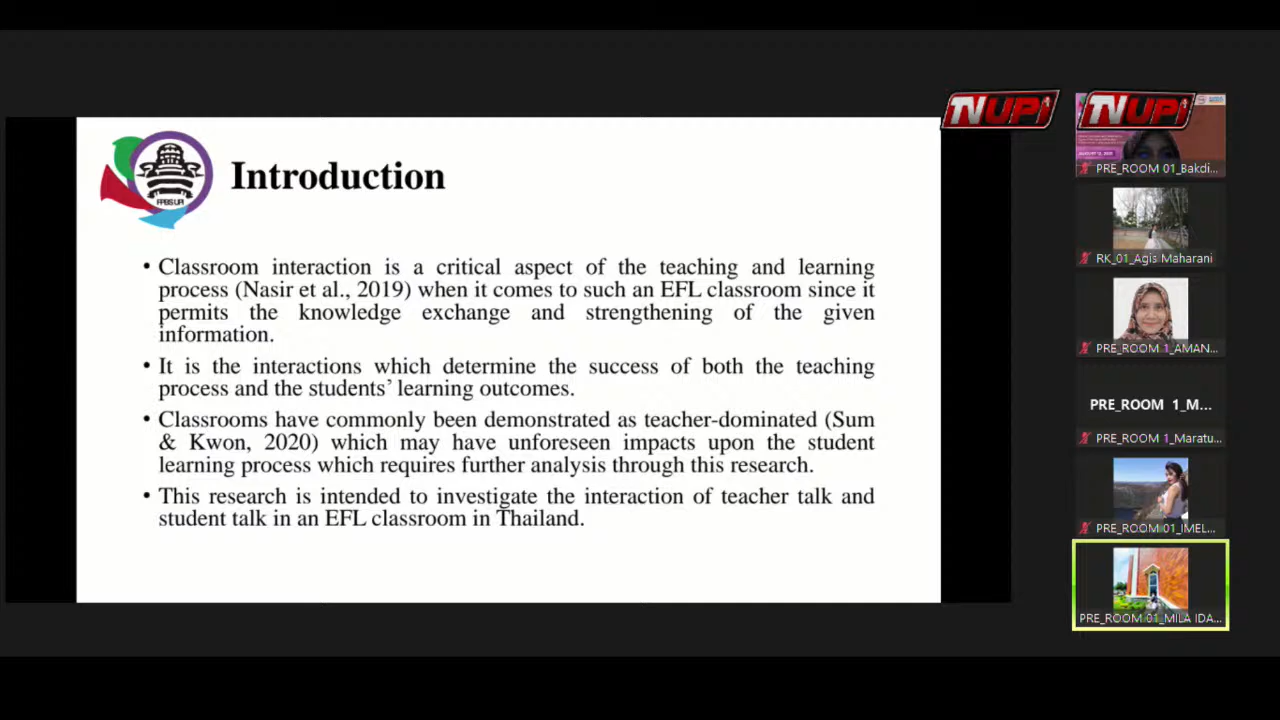 TVUPI
TVUPI
FPBS UPI
Introduction
• Classroom interaction is a critical aspect of the teaching and learning
process (Nasir et al., 2019) when it comes to such an EFL classroom since it
permits the knowledge exchange and strengthening of the given
information.
• It is the interactions which determine the success of both the teaching
process and the students’ learning outcomes.
• Classrooms have commonly been demonstrated as teacher-dominated (Sum
& Kwon, 2020) which may have unforeseen impacts upon the student
learning process which requires further analysis through this research.
• This research is intended to investigate the interaction of teacher talk and
student talk in an EFL classroom in Thailand.
PRE_ROOM 01_Bakdi...
RK_01_Agis Maharani
PRE_ROOM 1_AMAN...
PRE_ROOM 1_M...
PRE_ROOM 1_Maratu...
PRE_ROOM 01_IMEL...
PRE_ROOM 01_MILA IDA...